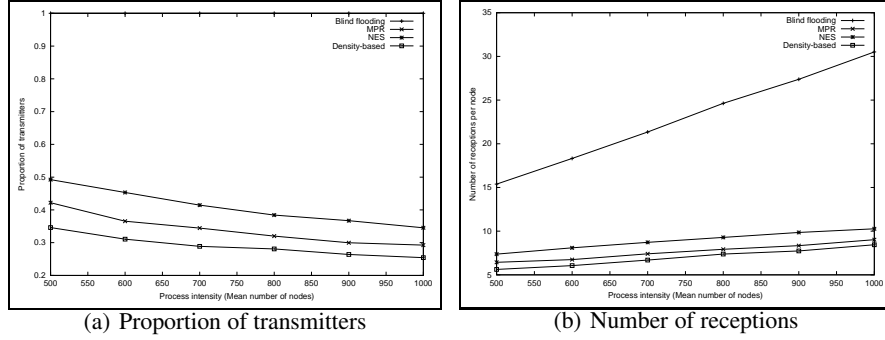 Blind flooding
MPR
NES
Density-based
1
0.9
0.8
0.7
0.6
0.5
0.4
0.3
0.2
Proportion of transmitters
500 550 600 650 700 750 800 850 900 950 1000
Process intensity (Mean number of nodes)
(a) Proportion of transmitters
Blind flooding
MPR
NES
Density-based
35
30
25
20
15
10
5
Number of receptions per node
500 550 600 650 700 750 800 850 900 950 1000
Process intensity (Mean number of nodes)
(b) Number of receptions